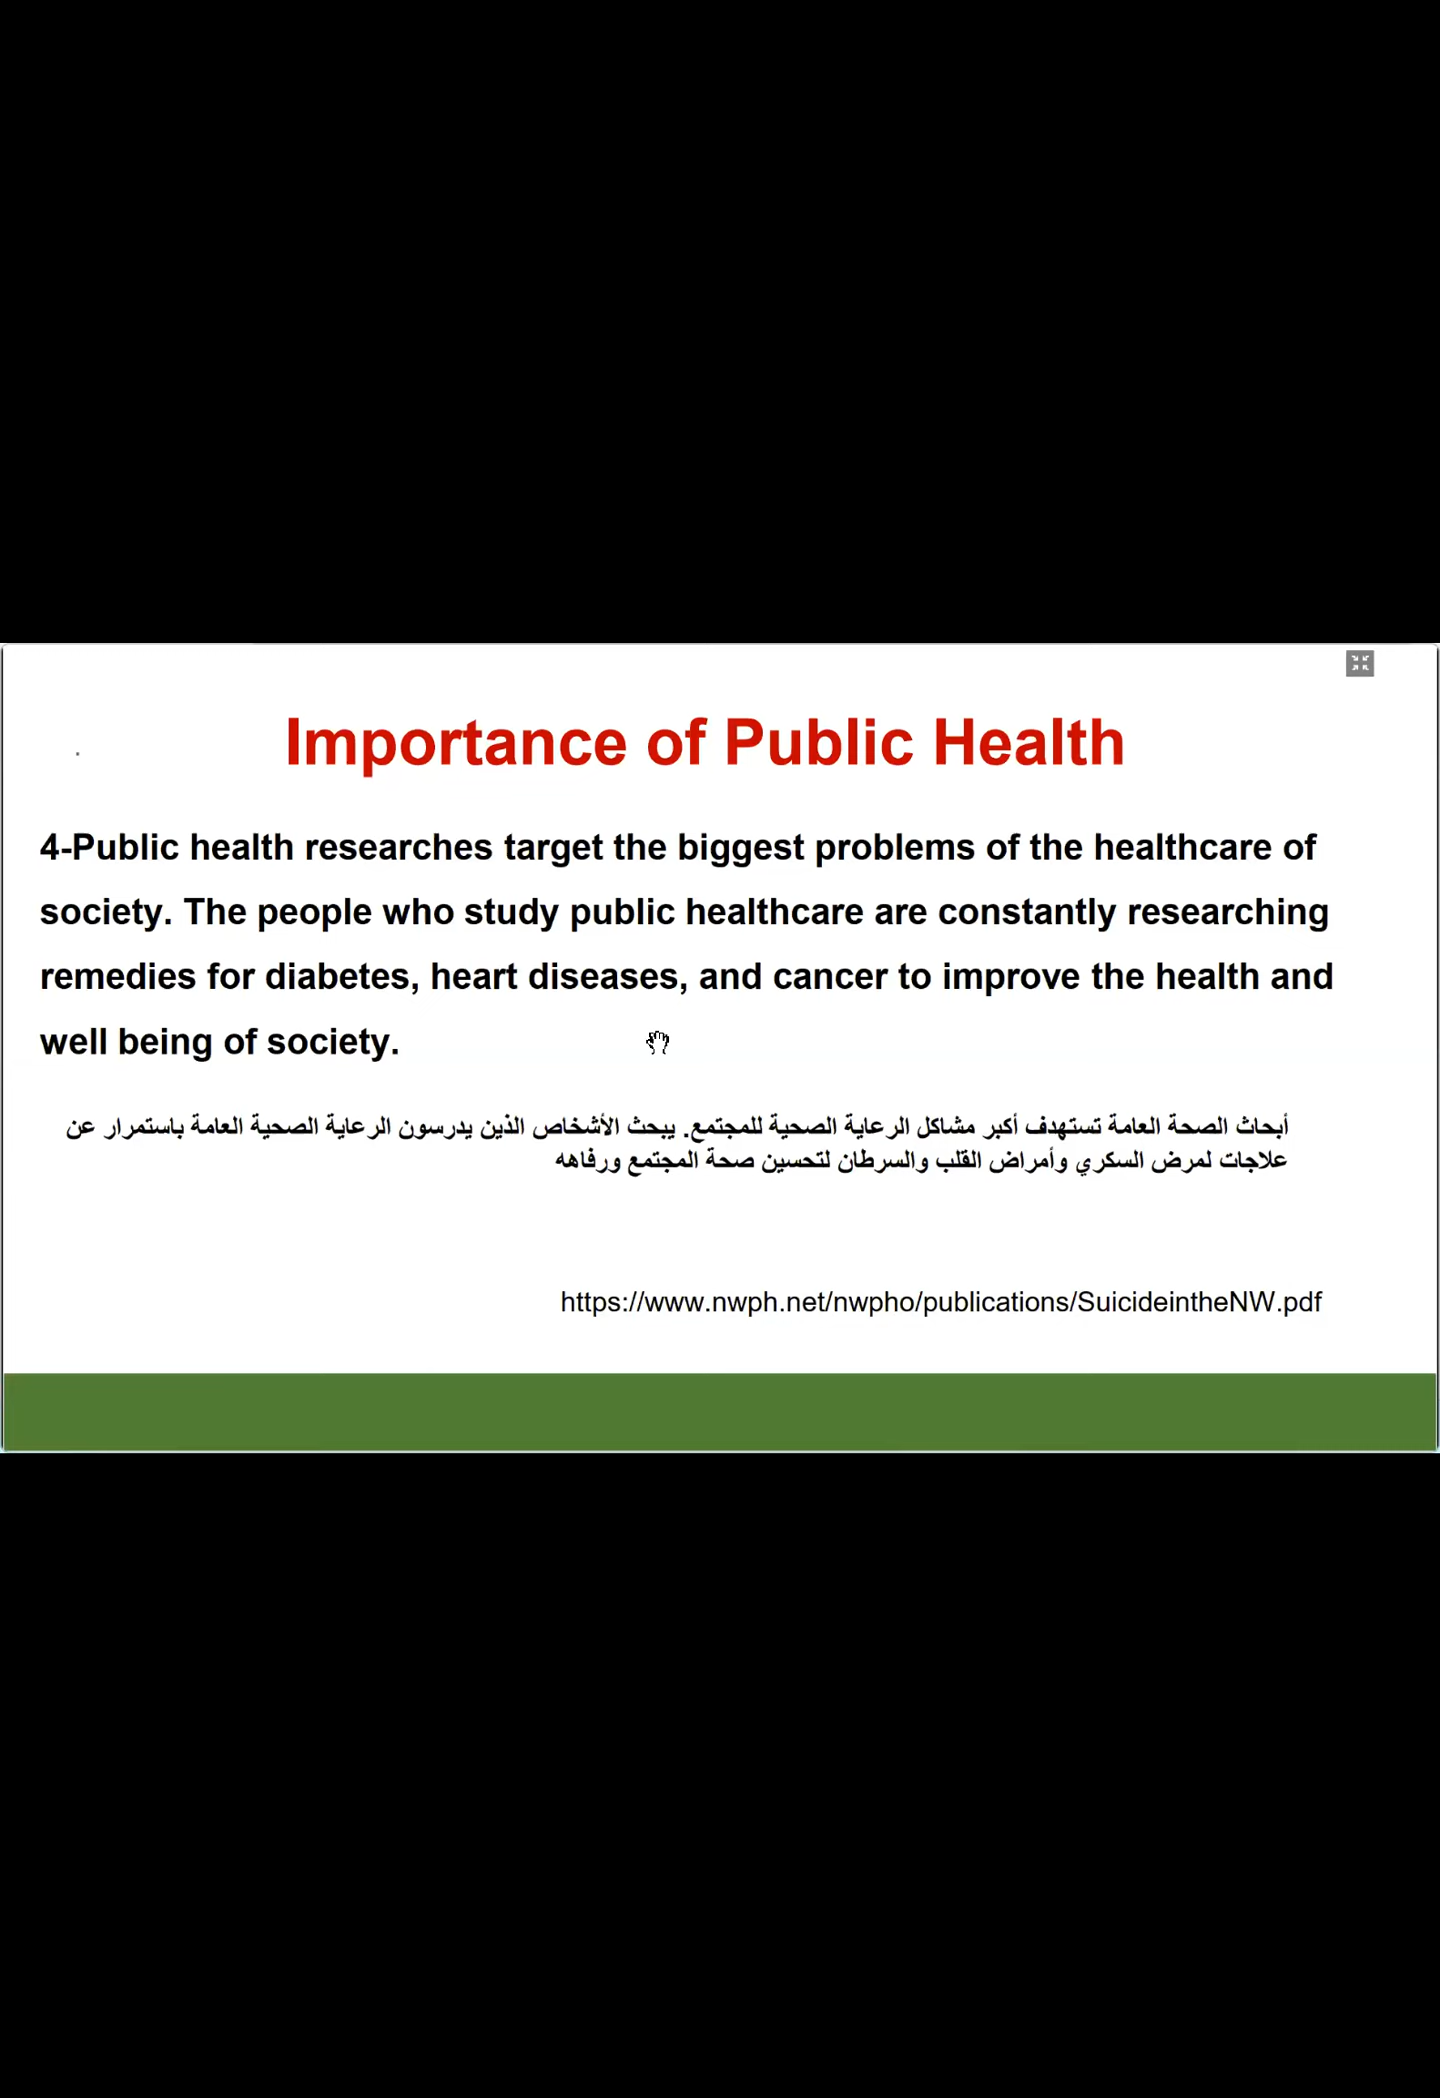 Importance of Public Health
4-Public health researches target the biggest problems of the healthcare of
society. The people who study public healthcare are constantly researching
remedies for diabetes, heart diseases, and cancer to improve the health and
well being of society.
أبحاث الصحة العامة تستهدف أكبر مشاكل الرعاية الصحية للمجتمع. يبحث الأشخاص الذين يدرسون الرعاية الصحية العامة باستمرار عن
علاجات لمرض السكري وأمراض القلب والسرطان لتحسين صحة المجتمع ورفاهه
https://www.nwph.net/nwpho/publications/SuicideintheNW.pdf